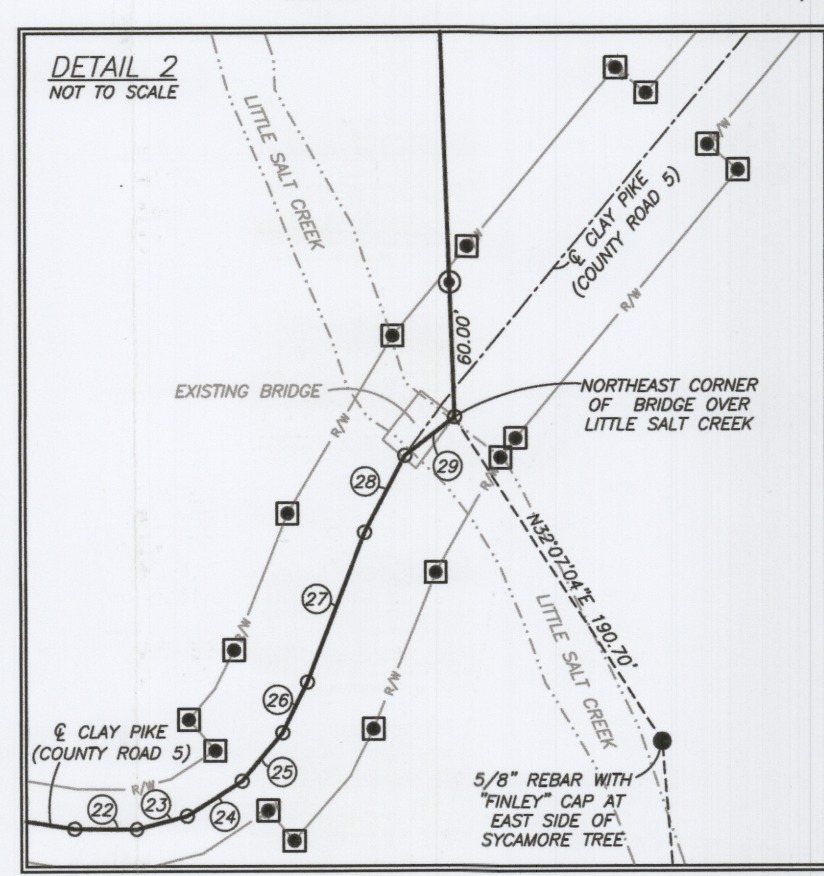 DETAIL 2
NOT TO SCALE
LITTLE SALT CREEK
R/W
R/W
℄ CLAY PIKE
(COUNTY ROAD 5)
R/W
60.00'
EXISTING BRIDGE
NORTHEAST CORNER
OF BRIDGE OVER
LITTLE SALT CREEK
R/W
29
28
R/W
N32°07'04"E 190.70'
27
LITTLE SALT CREEK
R/W
R/W
26
℄ CLAY PIKE
(COUNTY ROAD 5)
25
R/W
22
23
24
5/8" REBAR WITH
"FINLEY" CAP AT
EAST SIDE OF
SYCAMORE TREE